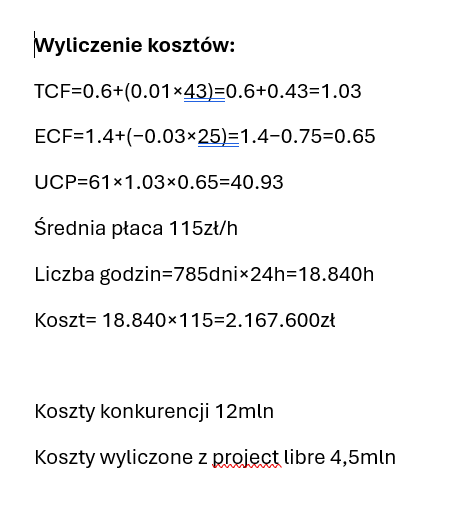 Wyliczenie kosztów:
TCF=0.6+(0.01×43)=0.6+0.43=1.03
ECF=1.4+(−0.03×25)=1.4−0.75=0.65
UCP=61×1.03×0.65=40.93
Średnia płaca 115zł/h
Liczba godzin=785dni×24h=18.840h
Koszt= 18.840×115=2.167.600zł
Koszty konkurencji 12mln
Koszty wyliczone z project libre 4,5mln